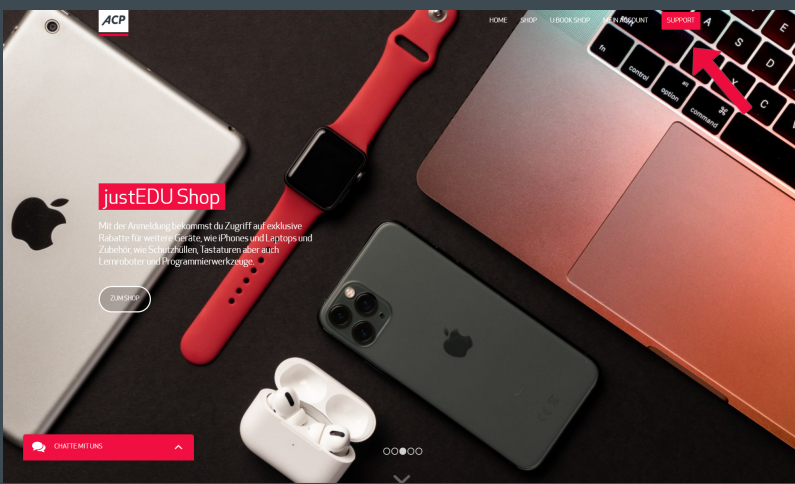 ACP
HOME SHOP U:BOOK SHOP MEIN ACCOUNT SUPPORT
justEDU Shop
Mit der Anmeldung bekommst du Zugriff auf exklusive
Rabatte für weitere Geräte, wie iPhones und Laptops und
Zubehör, wie Schutzhüllen, Tastaturen aber auch
Lernroboter und Programmierwerkzeuge.
ZUM SHOP
CHATTE MIT UNS
fn
control
option
command
A
S
D
C
E